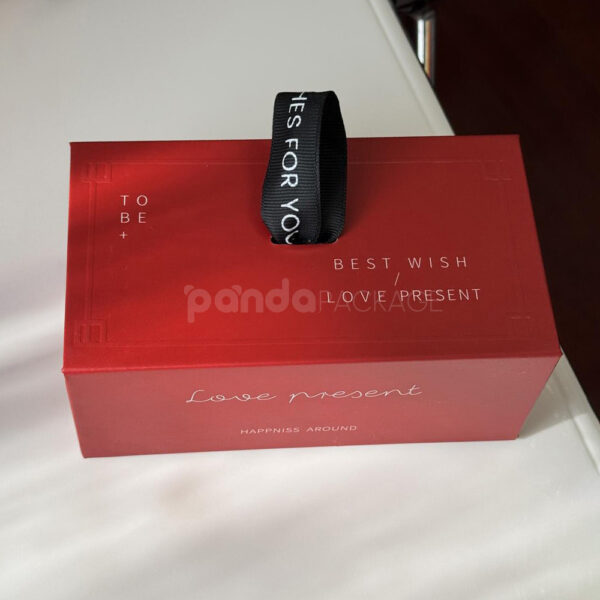 HES FOR YOU
TO
BE
+
BEST WISH
/
LOVE PRESENT
pandaPACKAGE
Love present
HAPPNISS AROUND